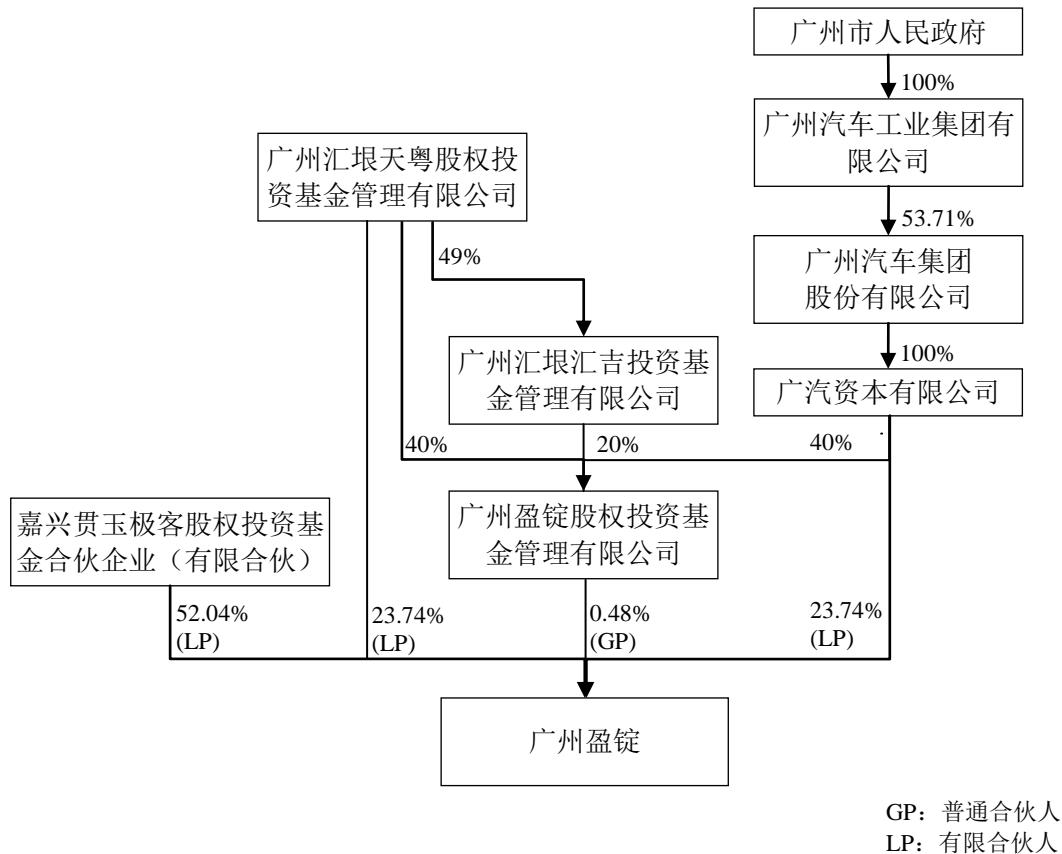 广州市人民政府
100%
广州汽车工业集团有
限公司
广州汇垠天粤股权投
资基金管理有限公司
53.71%
49%
广州汽车集团
股份有限公司
100%
广州汇垠汇吉投资基
金管理有限公司
广汽资本有限公司
40%
20%
40%
嘉兴贯玉极客股权投资基
金合伙企业（有限合伙）
广州盈锭股权投资基
金管理有限公司
52.04%
(LP)
23.74%
(LP)
0.48%
(GP)
23.74%
(LP)
广州盈锭
GP：普通合伙人
LP：有限合伙人